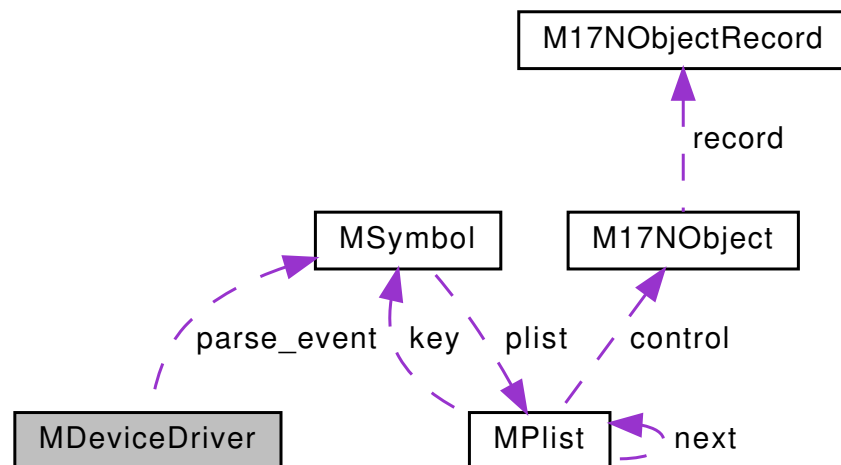 M17NObjectRecord
record
MSymbol
M17NObject
parse_event
key
plist
control
MDeviceDriver
MPlist
next